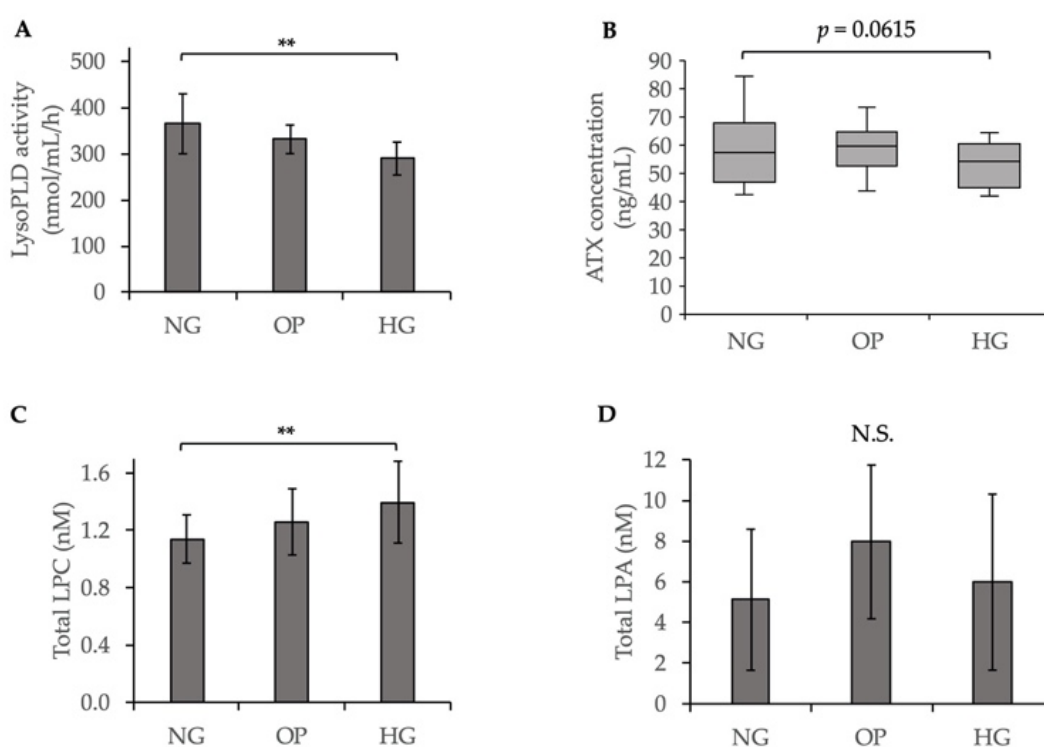 A
**
LysoPLD activity
(nmol/mL/h)
500
400
300
200
100
0
NG OP HG
B
p = 0.0615
ATX concentration
(ng/mL)
90
80
70
60
50
40
30
20
10
0
NG OP HG
C
**
Total LPC (nM)
1.6
1.2
0.8
0.4
0.0
NG OP HG
D
N.S.
Total LPA (nM)
12
10
8
6
4
2
0
NG OP HG